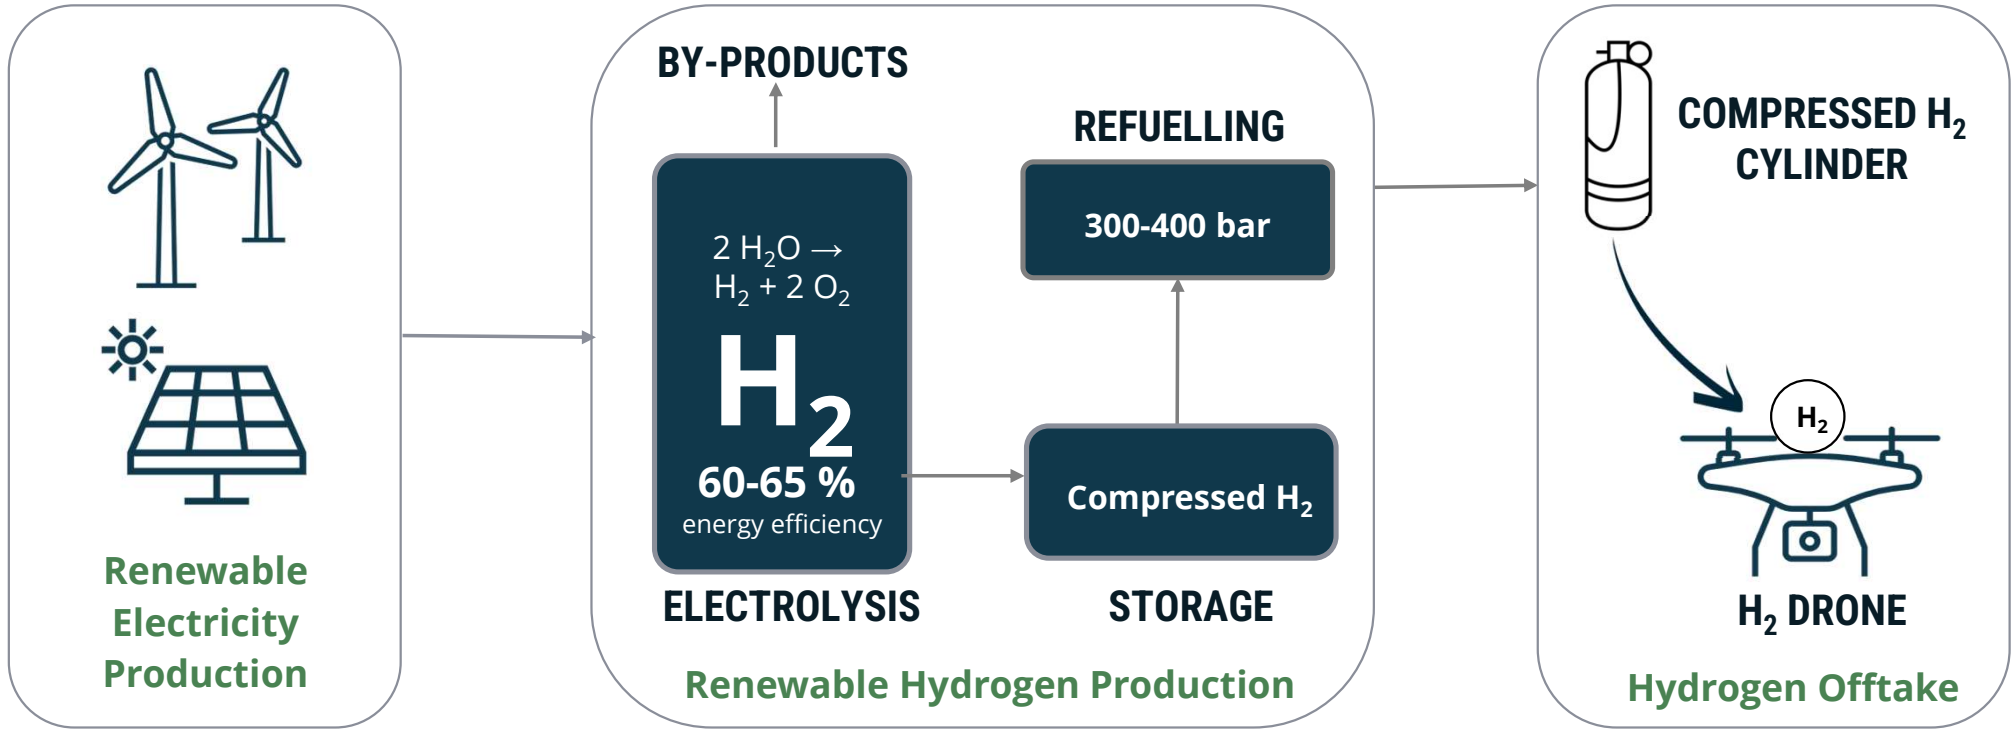 Renewable
Electricity
Production
BY-PRODUCTS
2 H₂O →
H₂ + 2 O₂
H₂
60-65 %
energy efficiency
ELECTROLYSIS
REFUELLING
300-400 bar
Compressed H₂
STORAGE
Renewable Hydrogen Production
COMPRESSED H₂
CYLINDER
H₂
H₂ DRONE
Hydrogen Offtake